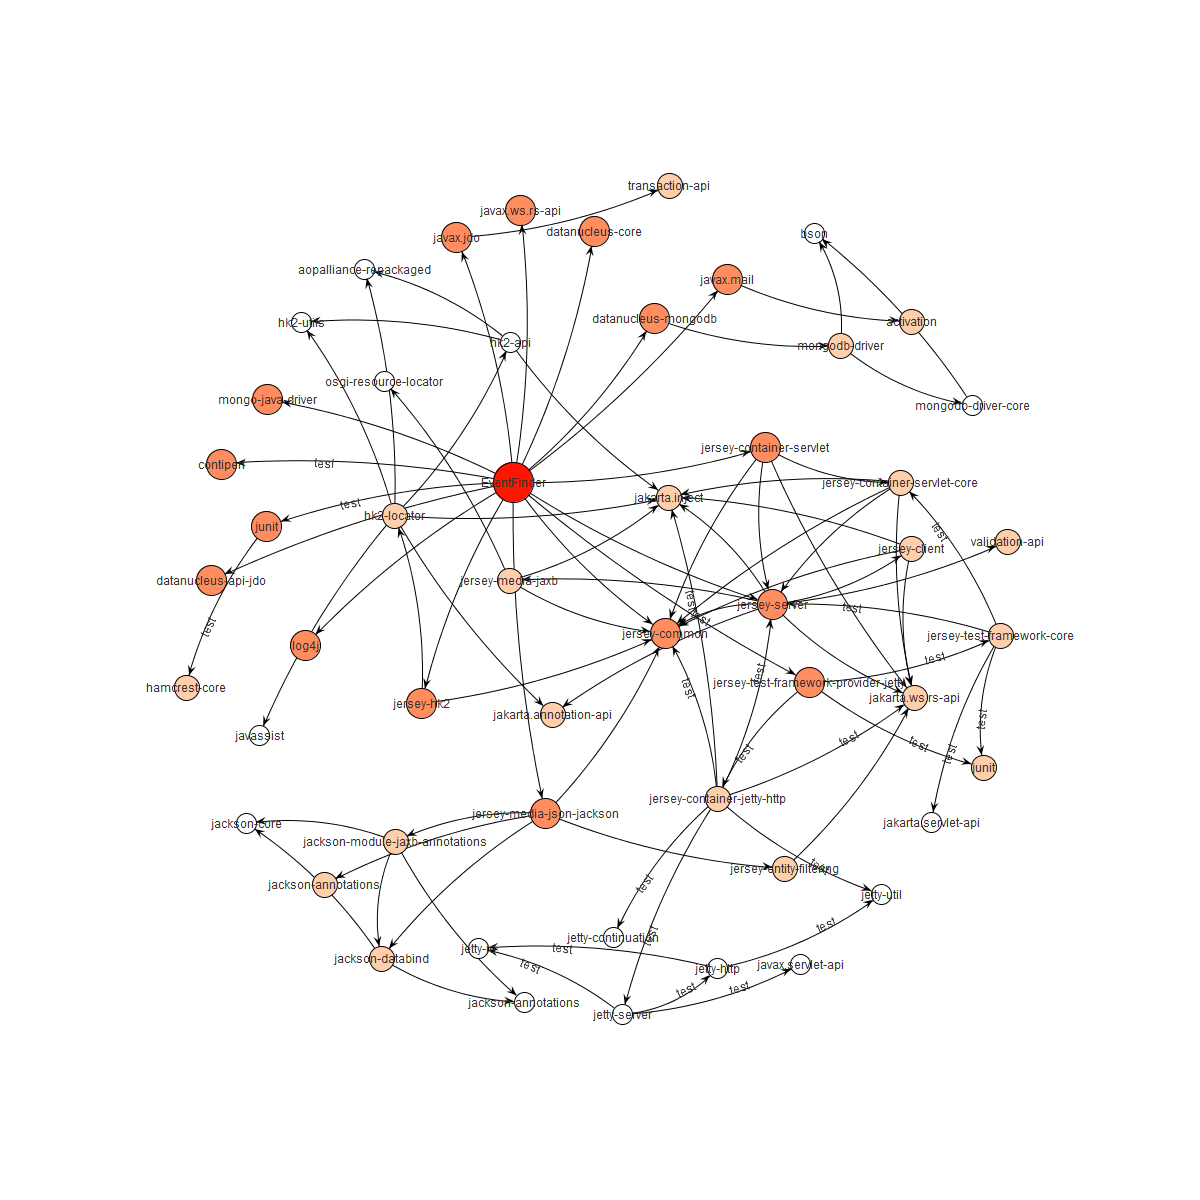 transaction-api
javax.ws.rs-api
javax.jdo
datanucleus-core
bson
aopalliance-repackaged
javax.mail
hk2-utils
datanucleus-mongodb
activation
hk2-api
mongodb-driver
osgi-resource-locator
mongo-java-driver
mongodb-driver-core
jersey-container-servlet
contiperf
test
EventFinder
jersey-container-servlet-core
jakarta.inject
test
hk2-locator
junit
test
validation-api
jersey-client
datanucleus-api-jdo
jersey-media-jaxb
test
jersey-server
test
test
test
jersey-common
jersey-test-framework-core
log4j
test
test
jersey-test-framework-provider-jetty
hamcrest-core
test
jersey-hk2
jakarta.ws.rs-api
jakarta.annotation-api
test
javassist
test
test
test
test
junit
jersey-container-jetty-http
jersey-media-json-jackson
jackson-core
jakarta.servlet-api
jackson-module-jaxb-annotations
jersey-entity-filtering
test
jackson-annotations
test
jetty-util
test
jetty-continuation
test
jetty-io
test
jackson-databind
test
jetty-http
javax.servlet-api
test
test
jackson-annotations
jetty-server